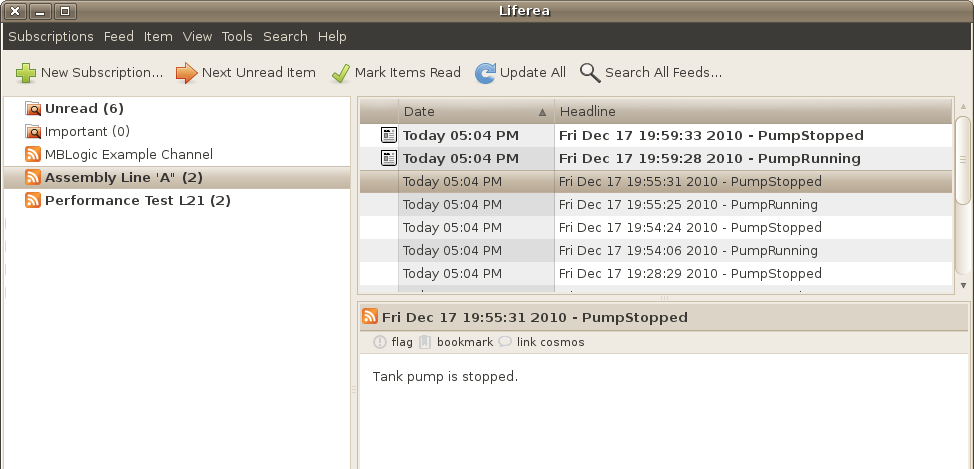 Liferea
Subscriptions Feed Item View Tools Search Help
New Subscription... Next Unread Item Mark Items Read Update All Search All Feeds...
Unread (6)
Important (0)
MBLogic Example Channel
Assembly Line 'A" (2)
Performance Test L21 (2)
Date Headline
Today 05:04 PM Fri Dec 17 19:59:33 2010 - PumpStopped
Today 05:04 PM Fri Dec 17 19:59:28 2010 - PumpRunning
Today 05:04 PM Fri Dec 17 19:55:31 2010 - PumpStopped
Today 05:04 PM Fri Dec 17 19:55:25 2010 - PumpRunning
Today 05:04 PM Fri Dec 17 19:54:24 2010 - PumpStopped
Today 05:04 PM Fri Dec 17 19:54:06 2010 - PumpRunning
Today 05:04 PM Fri Dec 17 19:28:29 2010 - PumpStopped
Fri Dec 17 19:55:31 2010 - PumpStopped
flag bookmark link cosmos
Tank pump is stopped.